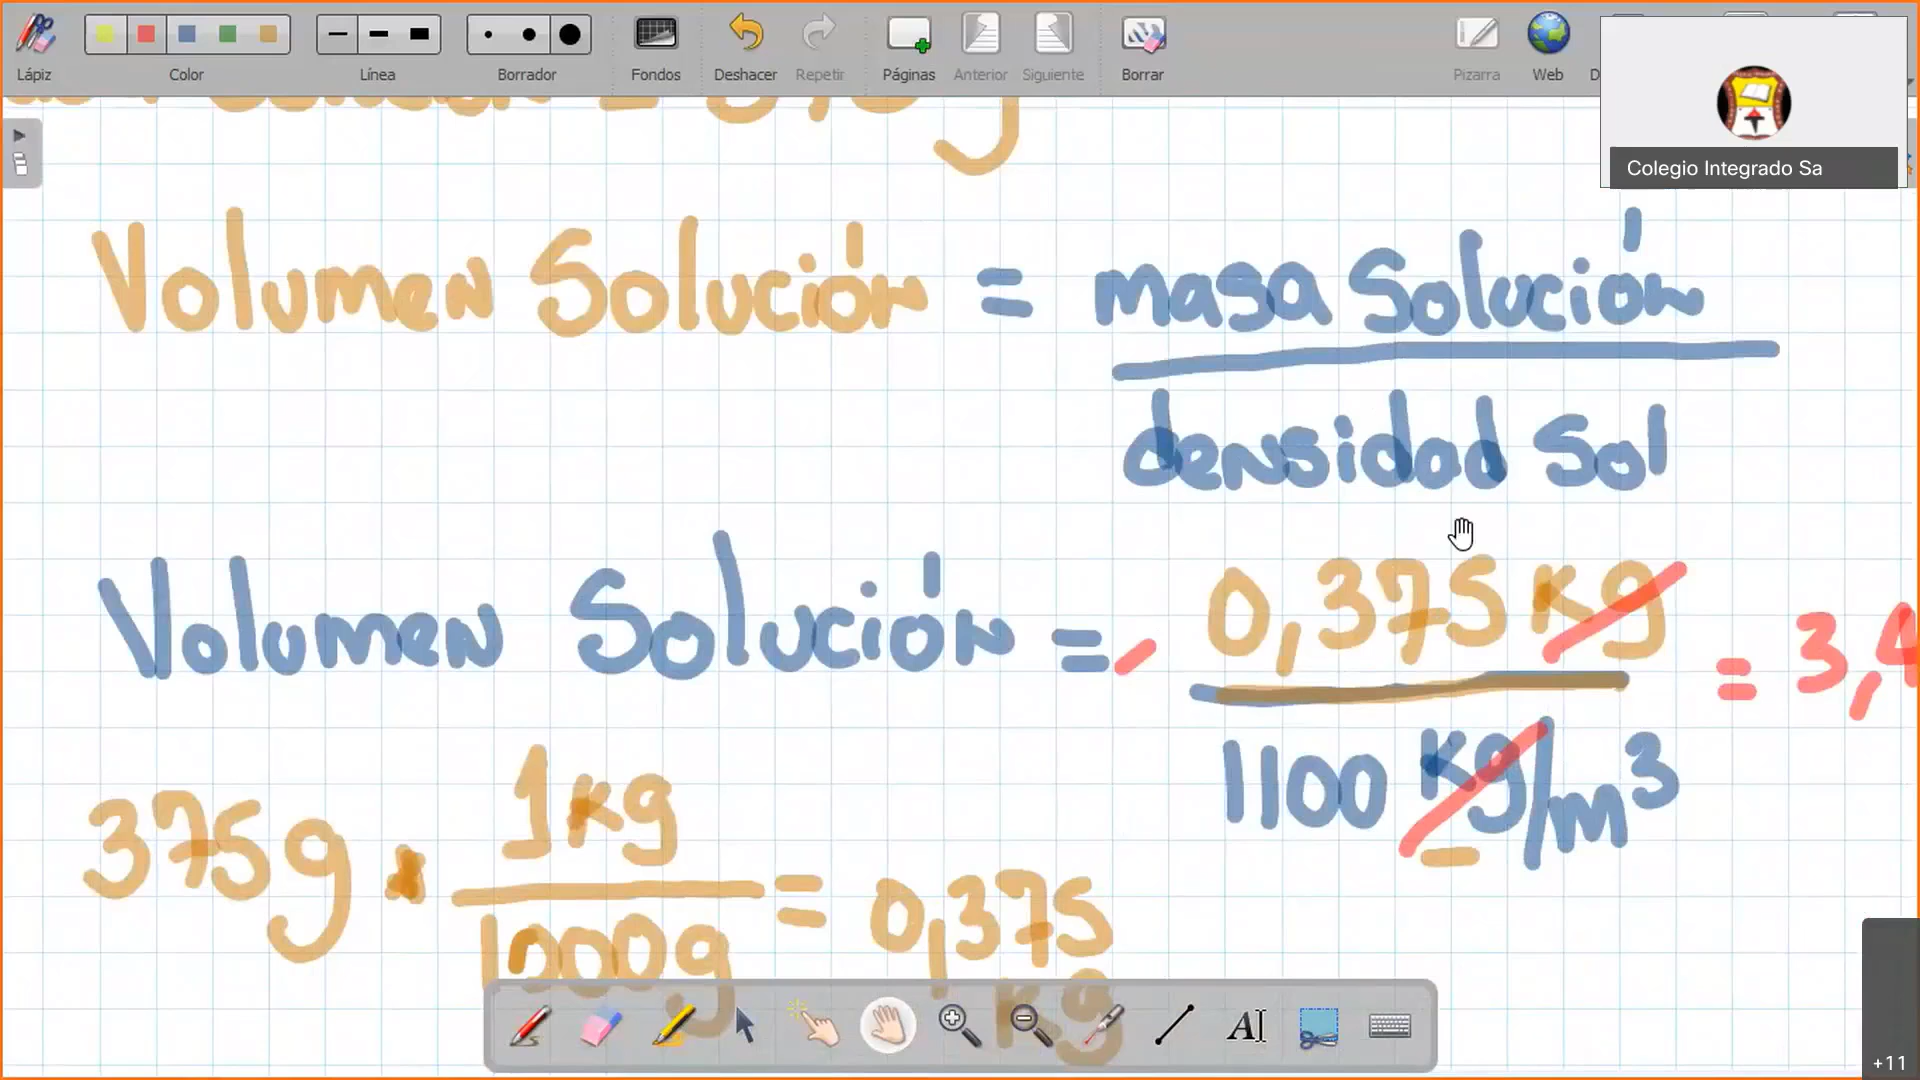 Lápiz Color Línea Borrador Fondos Deshacer Repetir Páginas Anterior Siguiente Borrar Pizarra Web
Colegio Integrado Sa
Volumen Solución = masa Solución
densidad Sol
Volumen Solución = 0,375 kg = 3,4
1100 kg/m³
375g · 1kg = 0,375
1000g kg
+11